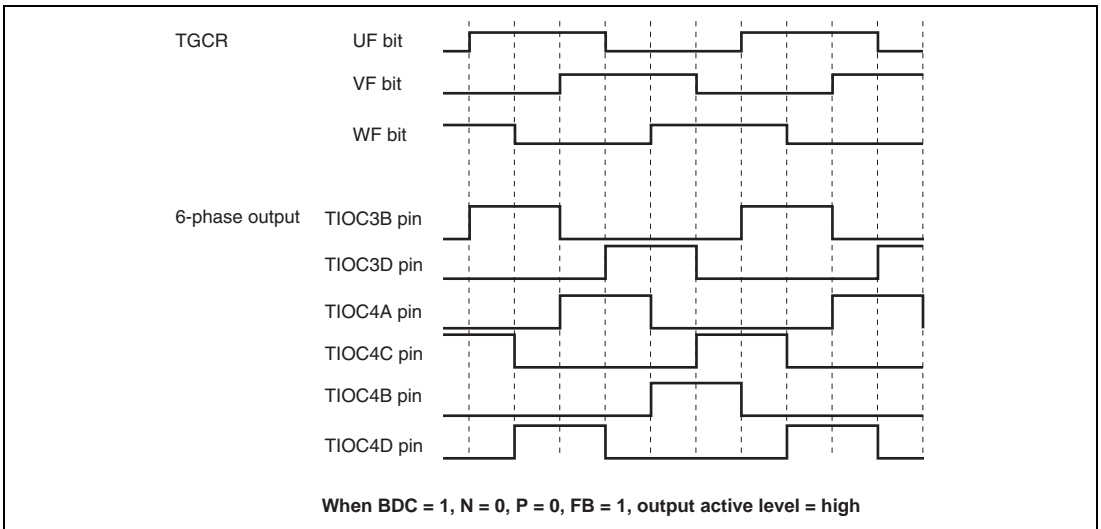 TGCR UF bit
VF bit
WF bit
6-phase output TIOC3B pin
TIOC3D pin
TIOC4A pin
TIOC4C pin
TIOC4B pin
TIOC4D pin
When BDC = 1, N = 0, P = 0, FB = 1, output active level = high